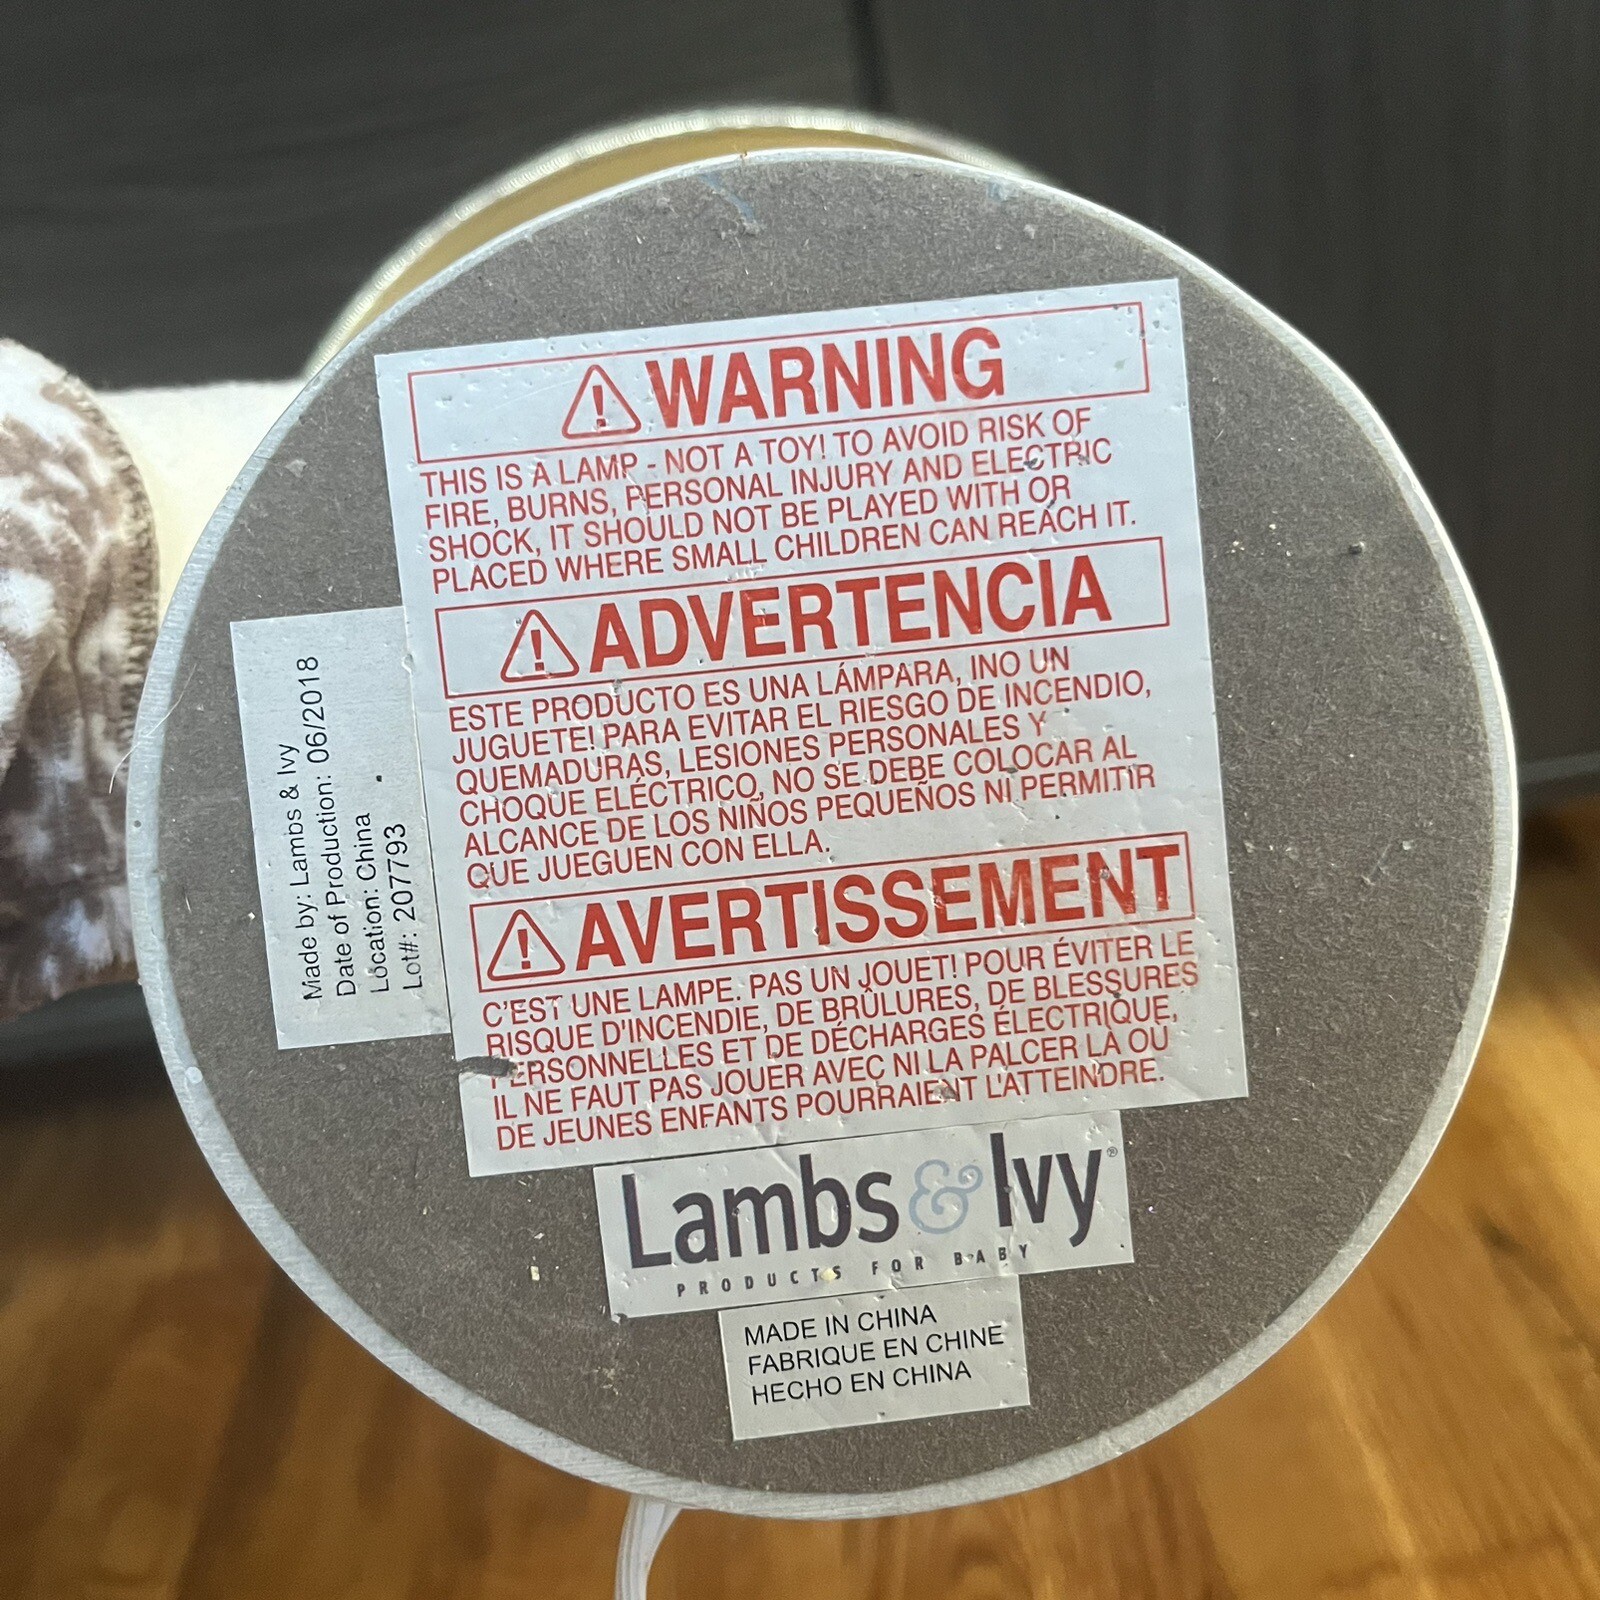 WARNING
THIS IS A LAMP - NOT A TOY! TO AVOID RISK OF
FIRE, BURNS, PERSONAL INJURY AND ELECTRIC
SHOCK, IT SHOULD NOT BE PLAYED WITH OR
PLACED WHERE SMALL CHILDREN CAN REACH IT.
ADVERTENCIA
ESTE PRODUCTO ES UNA LÁMPARA, INO UN
JUGUETE! PARA EVITAR EL RIESGO DE INCENDIO,
QUEMADURAS, LESIONES PERSONALES Y
CHOQUE ELÉCTRICO, NO SE DEBE COLOCAR AL
ALCANCE DE LOS NIÑOS PEQUEÑOS NI PERMITIR
QUE JUEGUEN CON ELLA.
AVERTISSEMENT
C'EST UNE LAMPE. PAS UN JOUET! POUR ÉVITER LE
RISQUE D'INCENDIE, DE BRÛLURES, DE BLESSURES
PERSONNELLES ET DE DÉCHARGES ÉLECTRIQUE,
IL NE FAUT PAS JOUER AVEC NI LA PALCER LÀ OÙ
DE JEUNES ENFANTS POURRAIENT L'ATTEINDRE.
Made by: Lambs & Ivy
Date of Production: 06/2018
Location: China
Lot#: 207793
Lambs & Ivy®
PRODUCTS FOR BABY
MADE IN CHINA
FABRIQUE EN CHINE
HECHO EN CHINA